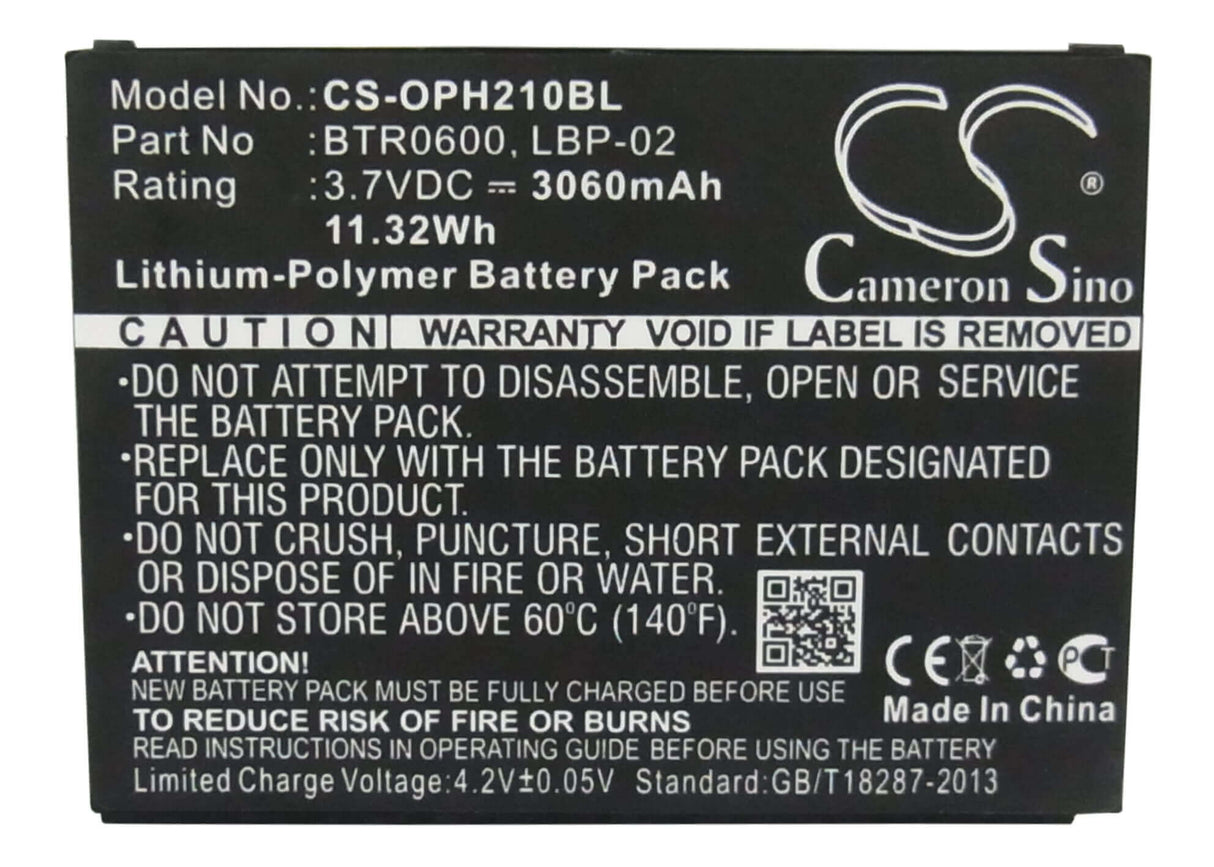 Model No.:CS-OPH210BL
Part No :BTR0600, LBP-02
Rating :3.7VDC ⎓ 3060mAh
11.32Wh
Lithium-Polymer Battery Pack
CS ®
Cameron Sino
CAUTION| WARRANTY VOID IF LABEL IS REMOVED
•DO NOT ATTEMPT TO DISASSEMBLE, OPEN OR SERVICE
THE BATTERY PACK.
•REPLACE ONLY WITH THE BATTERY PACK DESIGNATED
FOR THIS PRODUCT.
•DO NOT CRUSH, PUNCTURE, SHORT EXTERNAL CONTACTS
OR DISPOSE OF IN FIRE OR WATER.
•DO NOT STORE ABOVE 60°C (140°F).
ATTENTION!
NEW BATTERY PACK MUST BE FULLY CHARGED BEFORE USE
TO REDUCE RISK OF FIRE OR BURNS
READ INSTRUCTIONS IN OPERATING GUIDE BEFORE USING THE BATTERY
Limited Charge Voltage:4.2V±0.05V Standard:GB/T18287-2013
CE PCT
Made In China